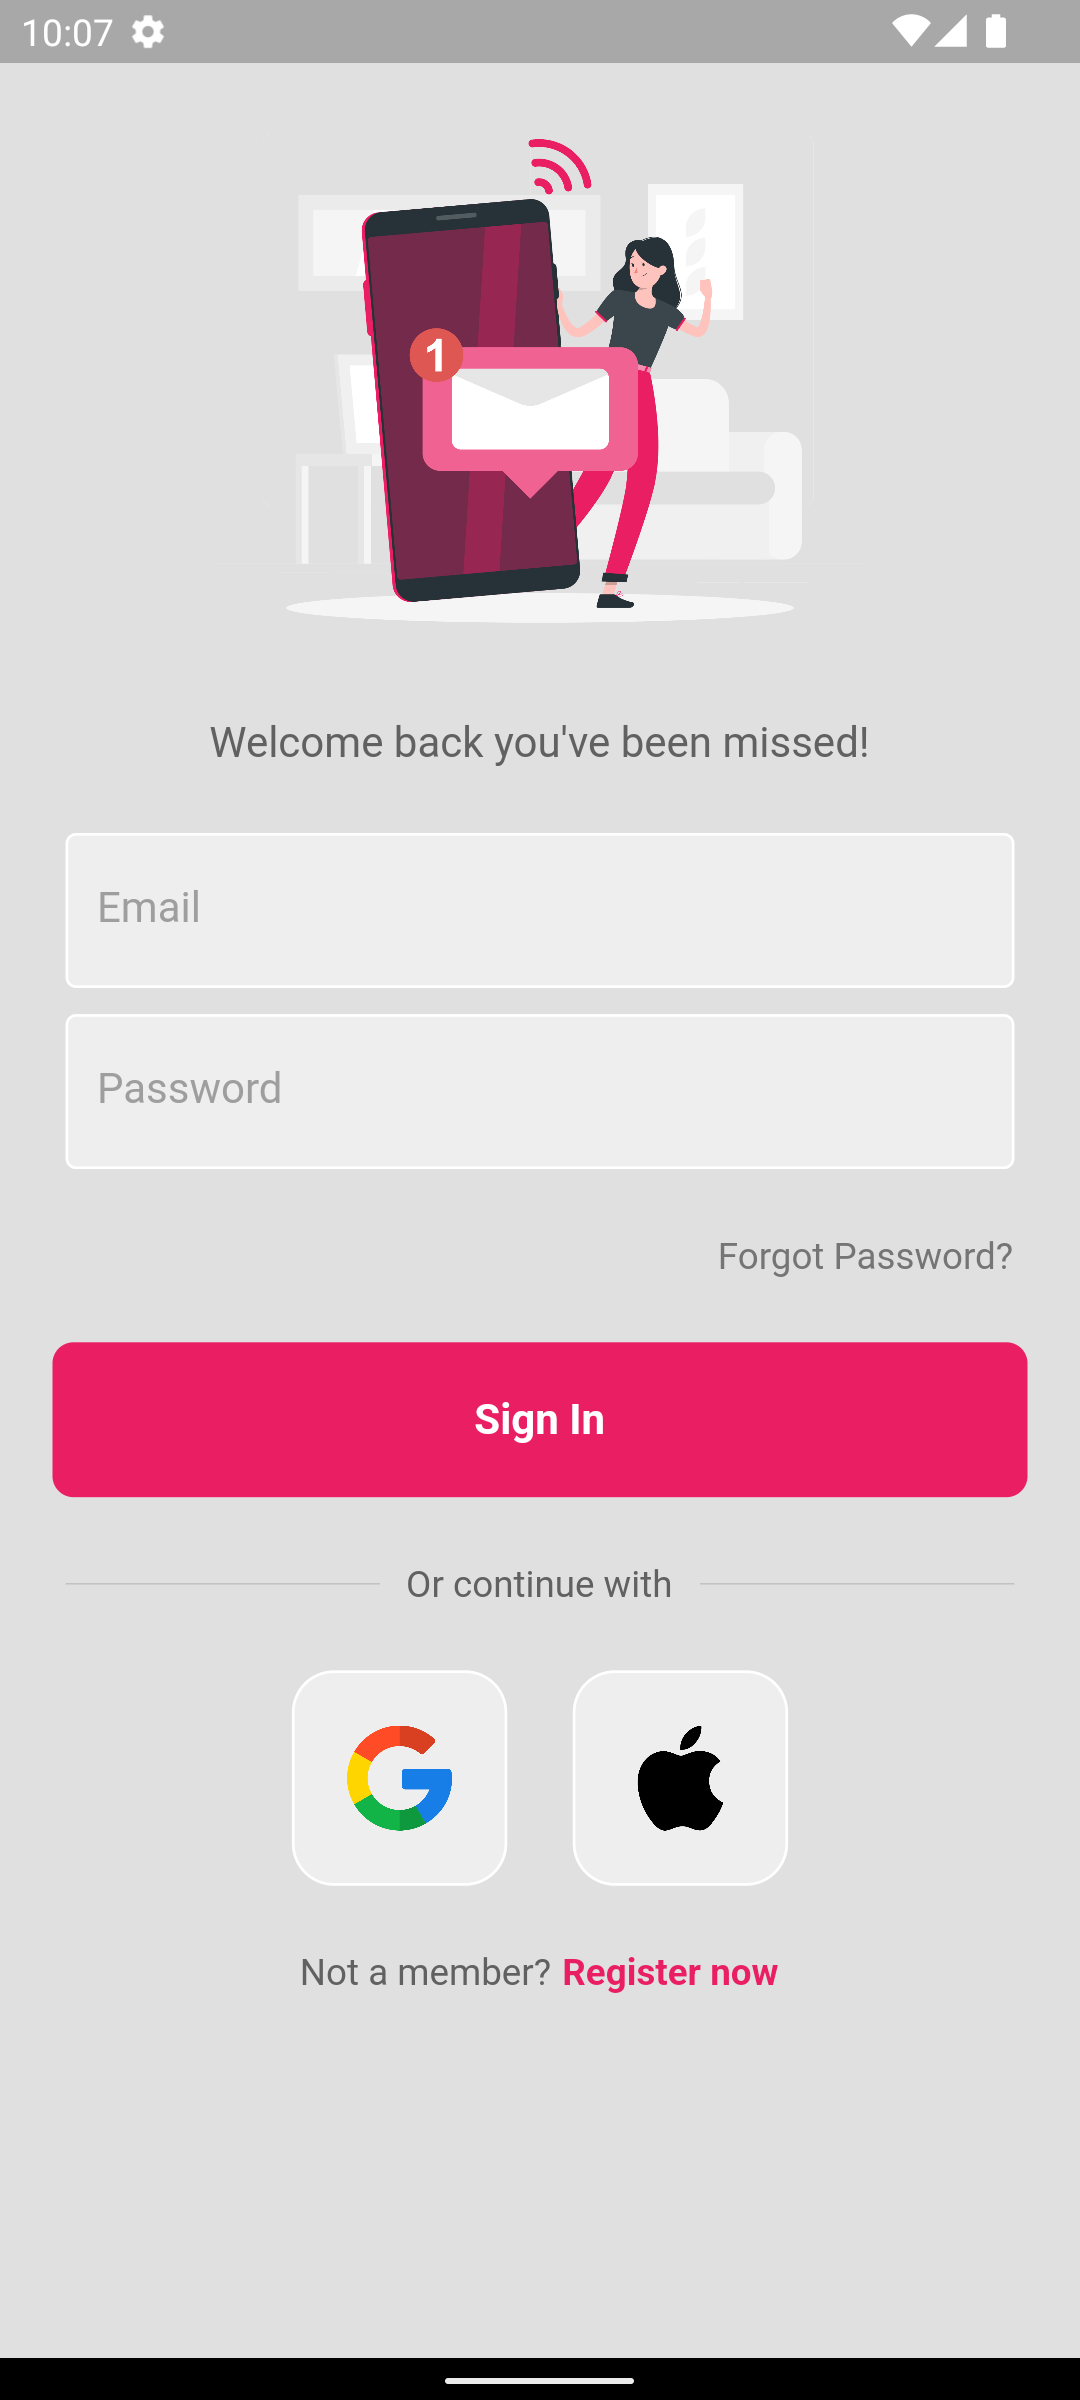 10:07
1
Welcome back you've been missed!
Email
Password
Forgot Password?
Sign In
Or continue with
Not a member? Register now